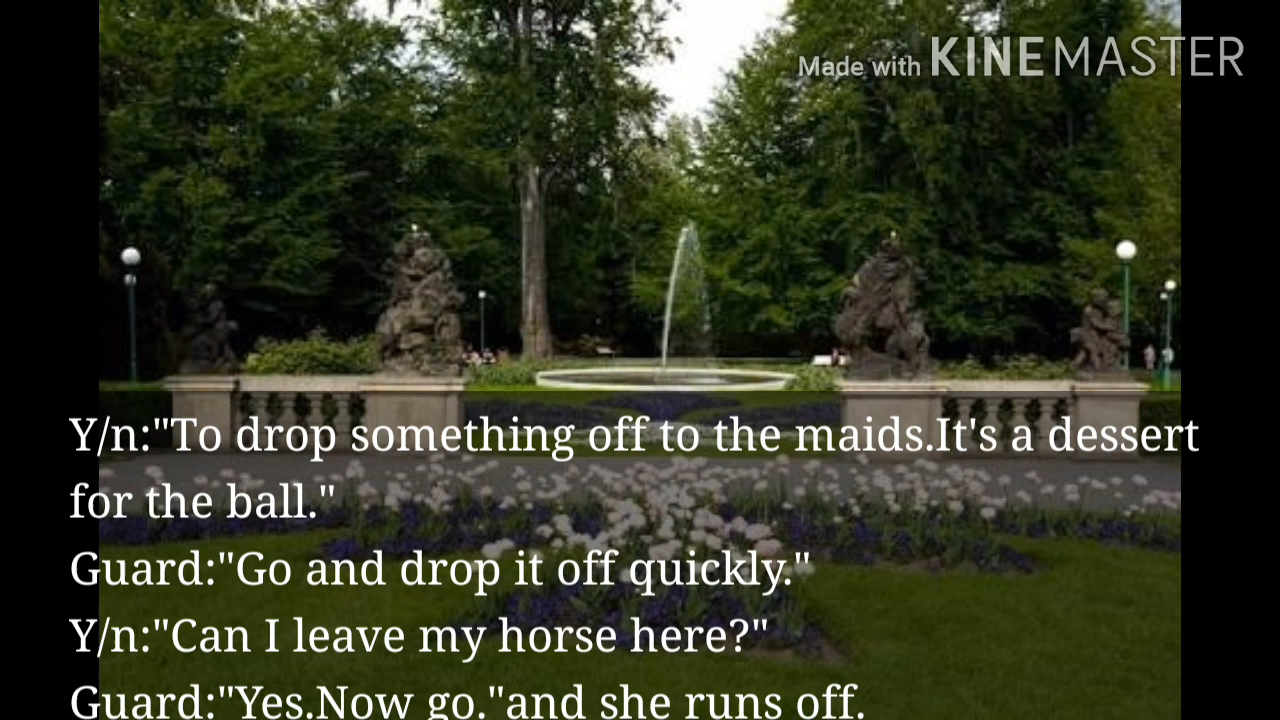 Made with KINEMASTER
Y/n:"To drop something off to the maids.It's a dessert
for the ball."
Guard:"Go and drop it off quickly."
Y/n:"Can I leave my horse here?"
Guard:"Yes.Now go."and she runs off.